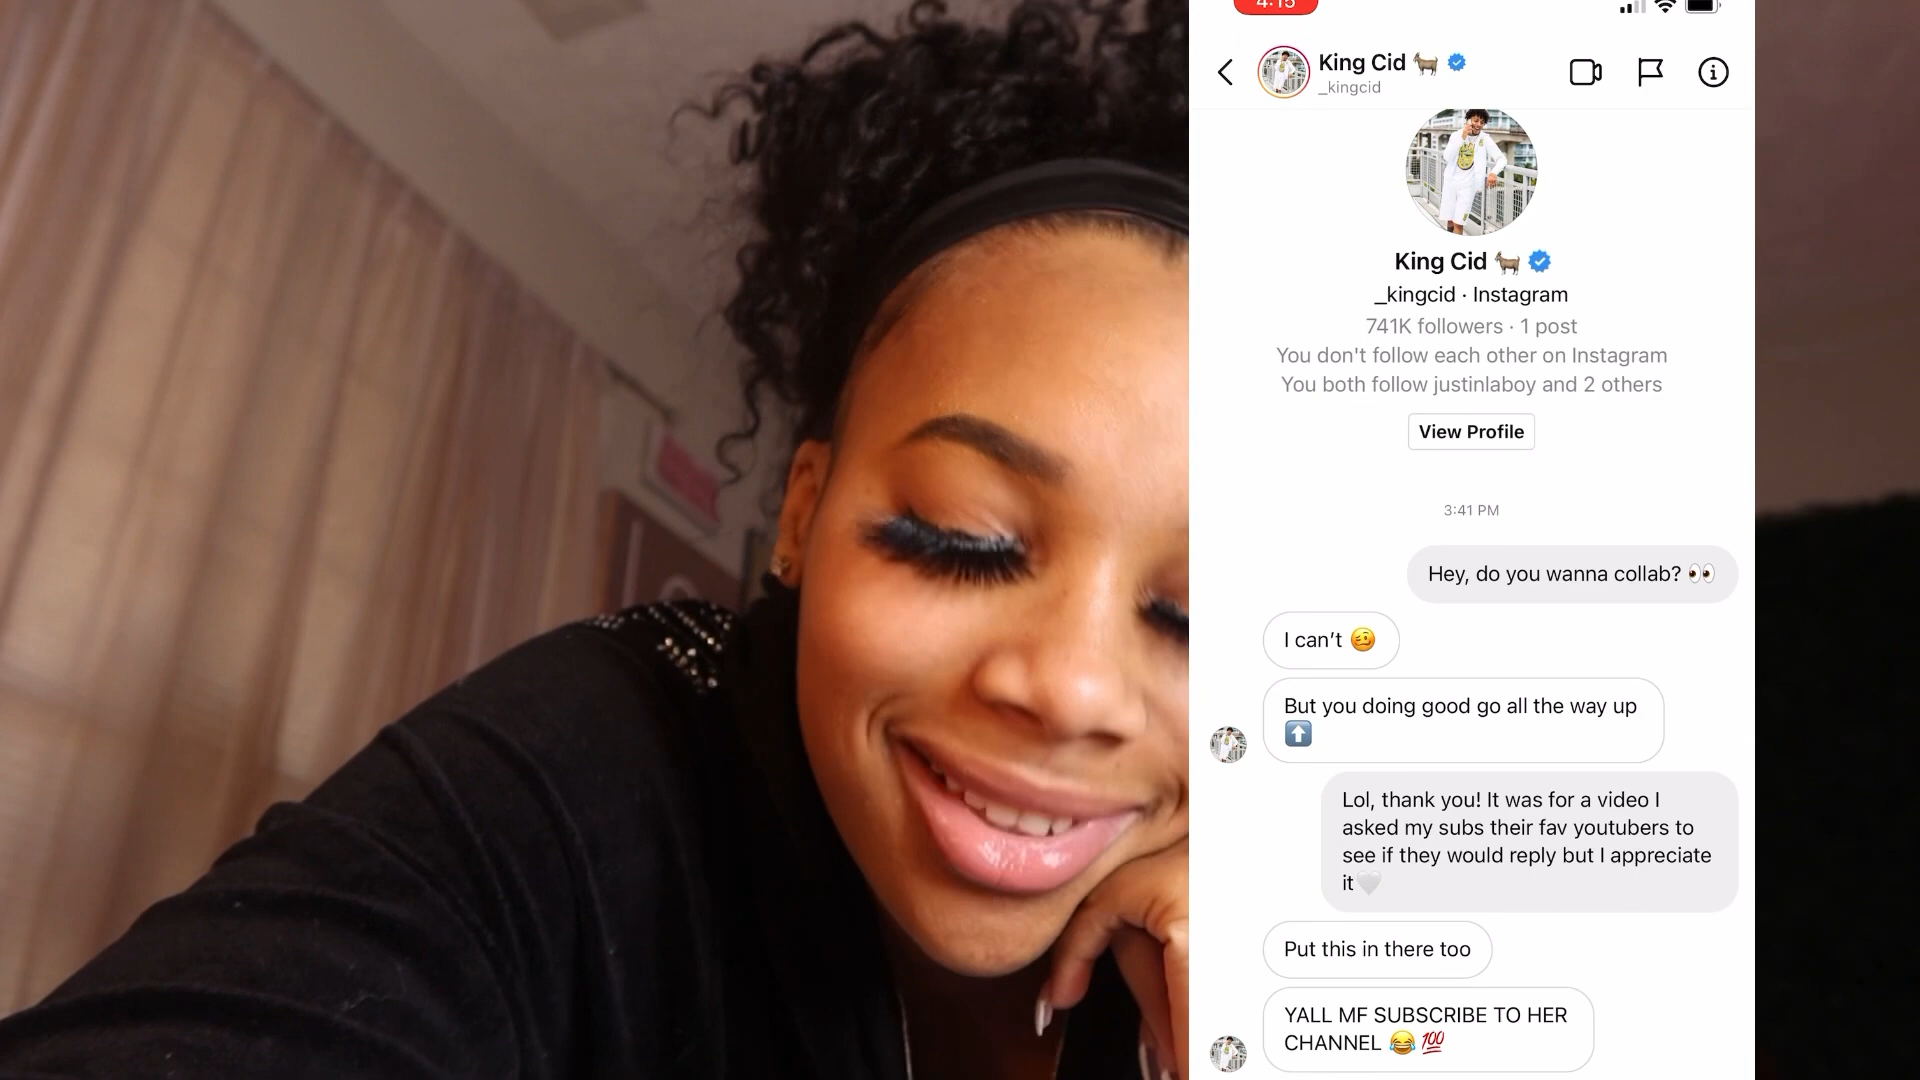 4:15
King Cid 🐐
_kingcid
King Cid 🐐
_kingcid · Instagram
741K followers · 1 post
You don't follow each other on Instagram
You both follow justinlaboy and 2 others
View Profile
3:41 PM
Hey, do you wanna collab? 👀
I can't 🥴
But you doing good go all the way up
⬆️
Lol, thank you! It was for a video I
asked my subs their fav youtubers to
see if they would reply but I appreciate
it🤍
Put this in there too
YALL MF SUBSCRIBE TO HER
CHANNEL 😂 💯